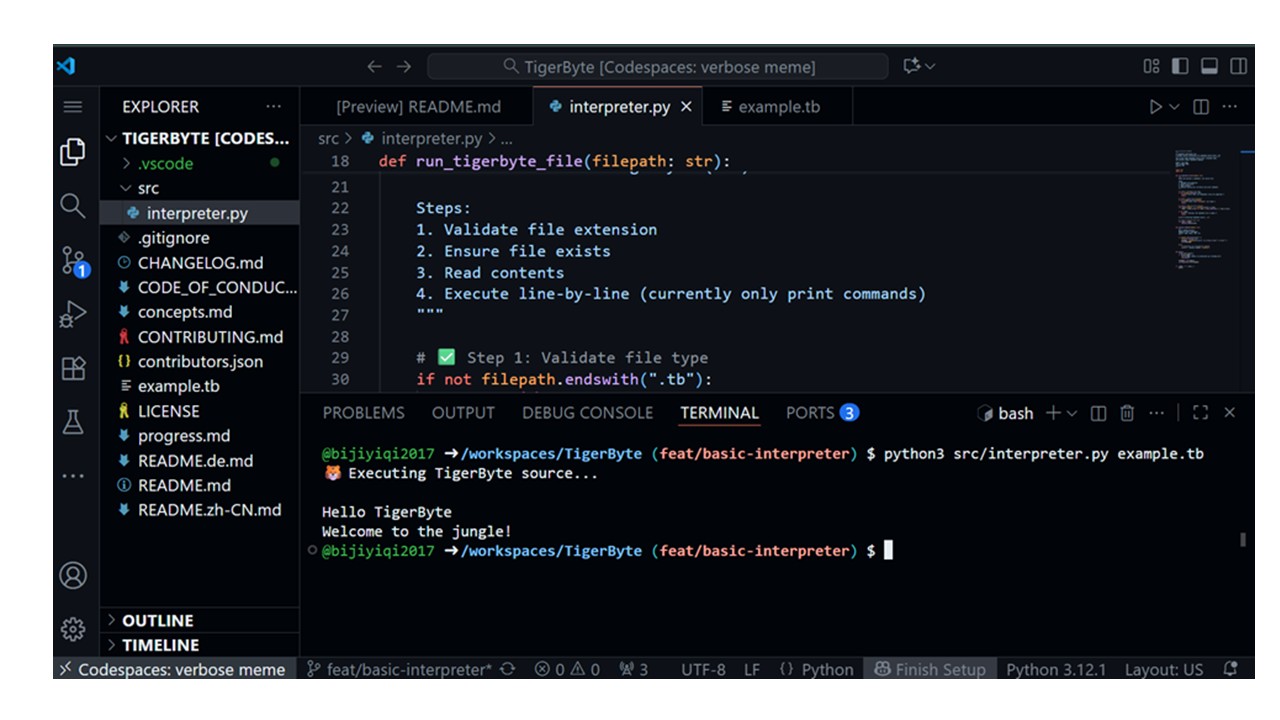 TigerByte [Codespaces: verbose meme]
EXPLORER
TIGERBYTE [CODES...
.vscode
src
interpreter.py
.gitignore
CHANGELOG.md
CODE_OF_CONDUC...
concepts.md
CONTRIBUTING.md
contributors.json
example.tb
LICENSE
progress.md
README.de.md
README.md
README.zh-CN.md
OUTLINE
TIMELINE
1
[Preview] README.md interpreter.py × example.tb
src > interpreter.py > ...
18 def run_tigerbyte_file(filepath: str):
21
22 Steps:
23 1. Validate file extension
24 2. Ensure file exists
25 3. Read contents
26 4. Execute line-by-line (currently only print commands)
27 """
28
29 # ✅ Step 1: Validate file type
30 if not filepath.endswith(".tb"):
PROBLEMS OUTPUT DEBUG CONSOLE TERMINAL PORTS 3 bash
@bijiyiqi2017 ➜/workspaces/TigerByte (feat/basic-interpreter) $ python3 src/interpreter.py example.tb
🐯 Executing TigerByte source...
Hello TigerByte
Welcome to the jungle!
@bijiyiqi2017 ➜/workspaces/TigerByte (feat/basic-interpreter) $
Codespaces: verbose meme feat/basic-interpreter* 0 0 3 UTF-8 LF {} Python Finish Setup Python 3.12.1 Layout: US